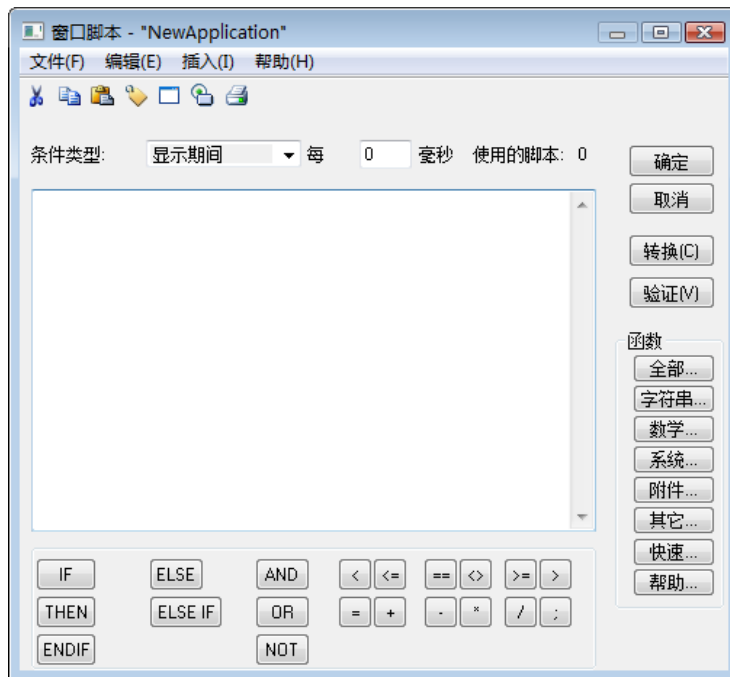 窗口脚本 - "NewApplication"
文件(F) 编辑(E) 插入(I) 帮助(H)
条件类型: 显示期间 每 0 毫秒 使用的脚本: 0
确定
取消
转换(C)
验证(V)
函数
全部...
字符串...
数学...
系统...
附件...
其它...
快速...
帮助...
IF ELSE AND < <= == <> >= >
THEN ELSE IF OR = + - * / ;
ENDIF NOT